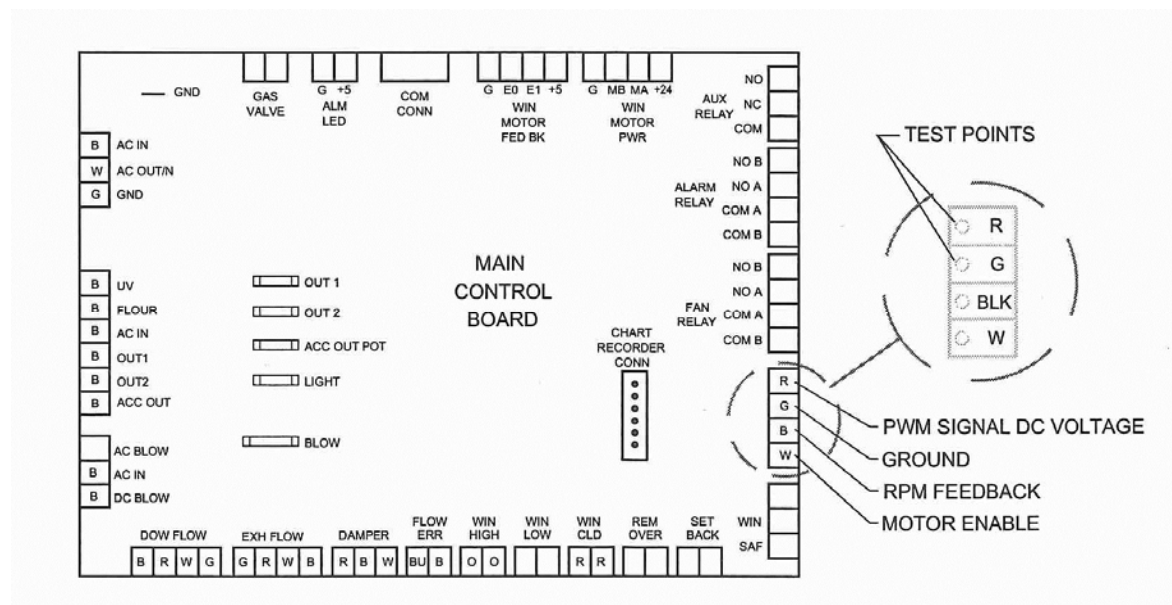 GND
GAS
VALVE
G +5
ALM
LED
COM
CONN
G E0 E1 +5
WIN
MOTOR
FED BK
G MB MA +24
WIN
MOTOR
PWR
NO
AUX
RELAY
NC
COM
B AC IN
W AC OUT/N
G GND
NO B
ALARM
RELAY
NO A
COM A
COM B
TEST POINTS
R
G
BLK
W
B UV
B FLOUR
B AC IN
B OUT1
B OUT2
B ACC OUT
AC BLOW
B AC IN
B DC BLOW
OUT 1
OUT 2
ACC OUT POT
LIGHT
BLOW
MAIN
CONTROL
BOARD
CHART
RECORDER
CONN
NO B
NO A
FAN
RELAY
COM A
COM B
R
G
B
W
PWM SIGNAL DC VOLTAGE
GROUND
RPM FEEDBACK
MOTOR ENABLE
WIN
SAF
DOW FLOW
B R W G
EXH FLOW
G R W B
DAMPER
R B W
FLOW
ERR
BU B
WIN
HIGH
O O
WIN
LOW
WIN
CLD
R R
REM
OVER
SET
BACK